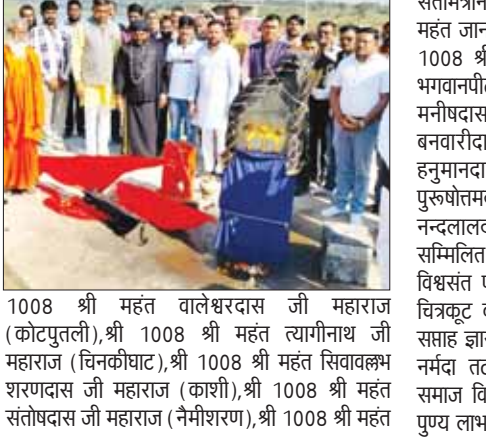 1008 श्री महंत वालेश्वरदास जी महाराज
(कोटपुतली),श्री 1008 श्री महंत त्यागीनाथ जी
महाराज (चिनकीघाट),श्री 1008 श्री महंत सिवावल्लभ
शरणदास जी महाराज (काशी),श्री 1008 श्री महंत
संतोषदास जी महाराज (नैमीशरण),श्री 1008 श्री महंत
महंत जान
1008 श्री
भगवानपी
मनीषदास
बनवारीदा
हनुमानदा
पुरूषोत्तम
नन्दलाल
सम्मिलित
विश्वसंत
चित्रकूट
सप्ताह ज्ञा
नर्मदा तट
समाज वि
पुण्य लाभ